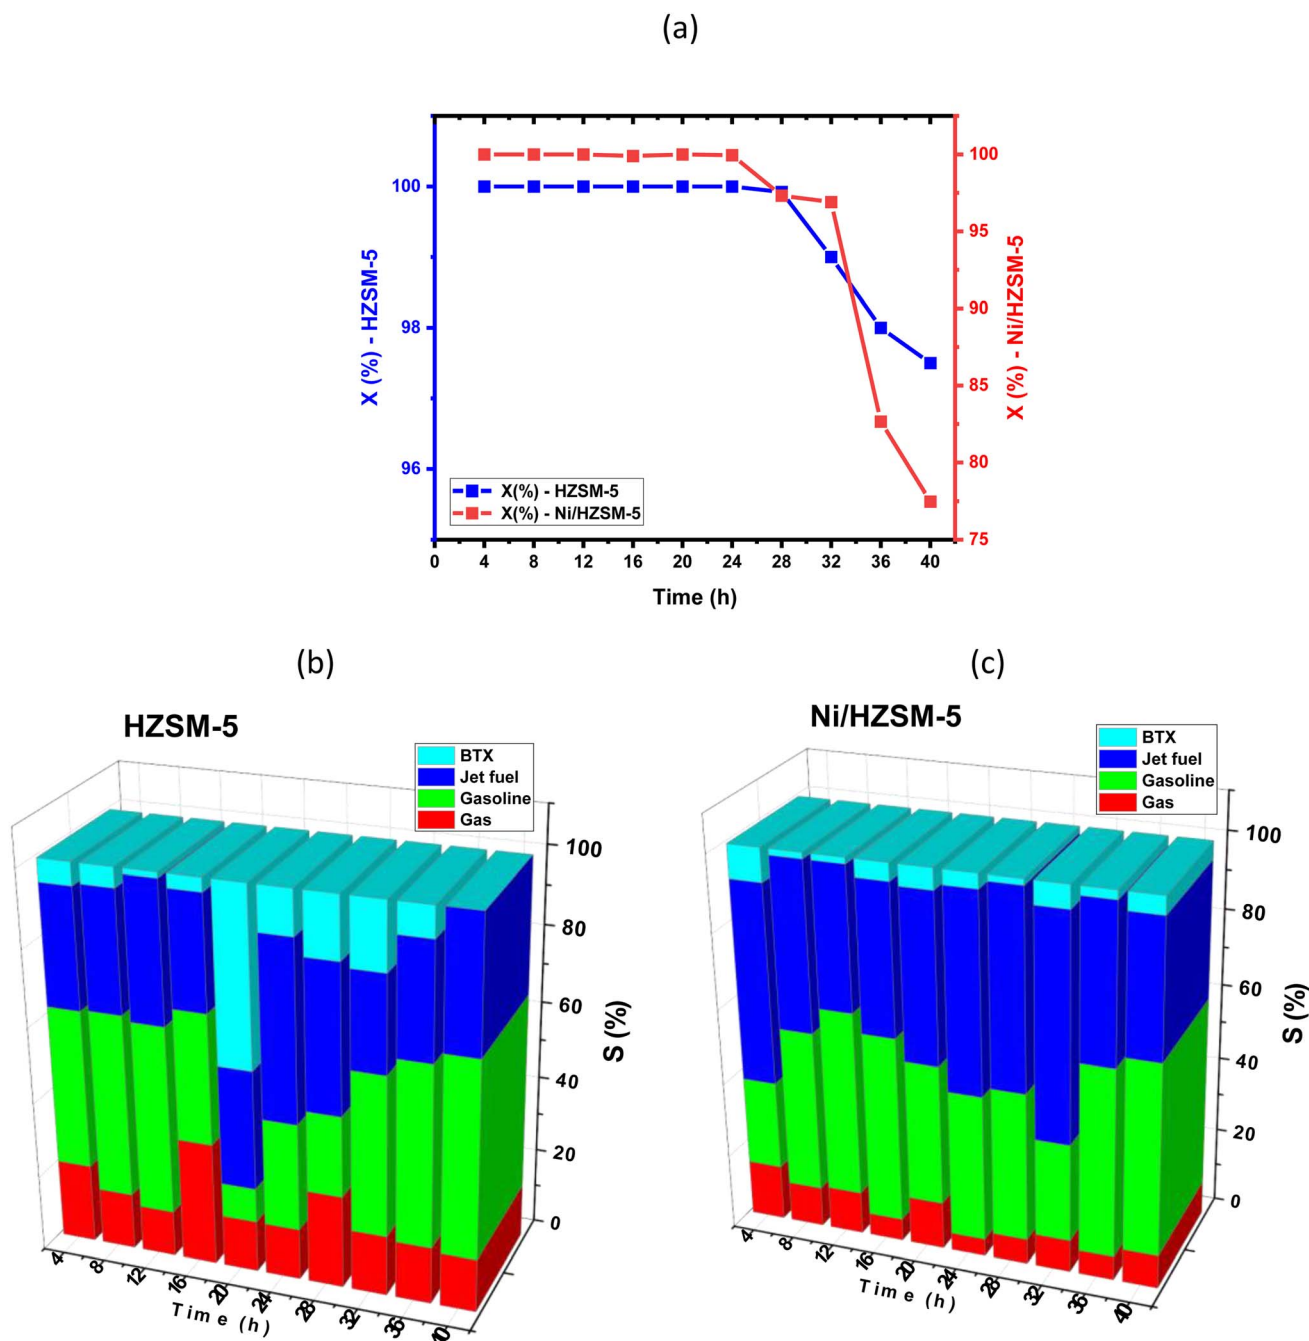 (a)
X (%) - HZSM-5
100
98
96
100
95
90
85
80
75
X (%) - Ni/HZSM-5
X(%) - HZSM-5
X(%) - Ni/HZSM-5
0 4 8 12 16 20 24 28 32 36 40
Time (h)
(b)
HZSM-5
BTX
Jet fuel
Gasoline
Gas
100
80
60
40
20
0
S (%)
4 8 12 16 20 24 28 32 36 40
Time (h)
(c)
Ni/HZSM-5
BTX
Jet fuel
Gasoline
Gas
100
80
60
40
20
0
S (%)
4 8 12 16 20 24 28 32 36 40
Time (h)